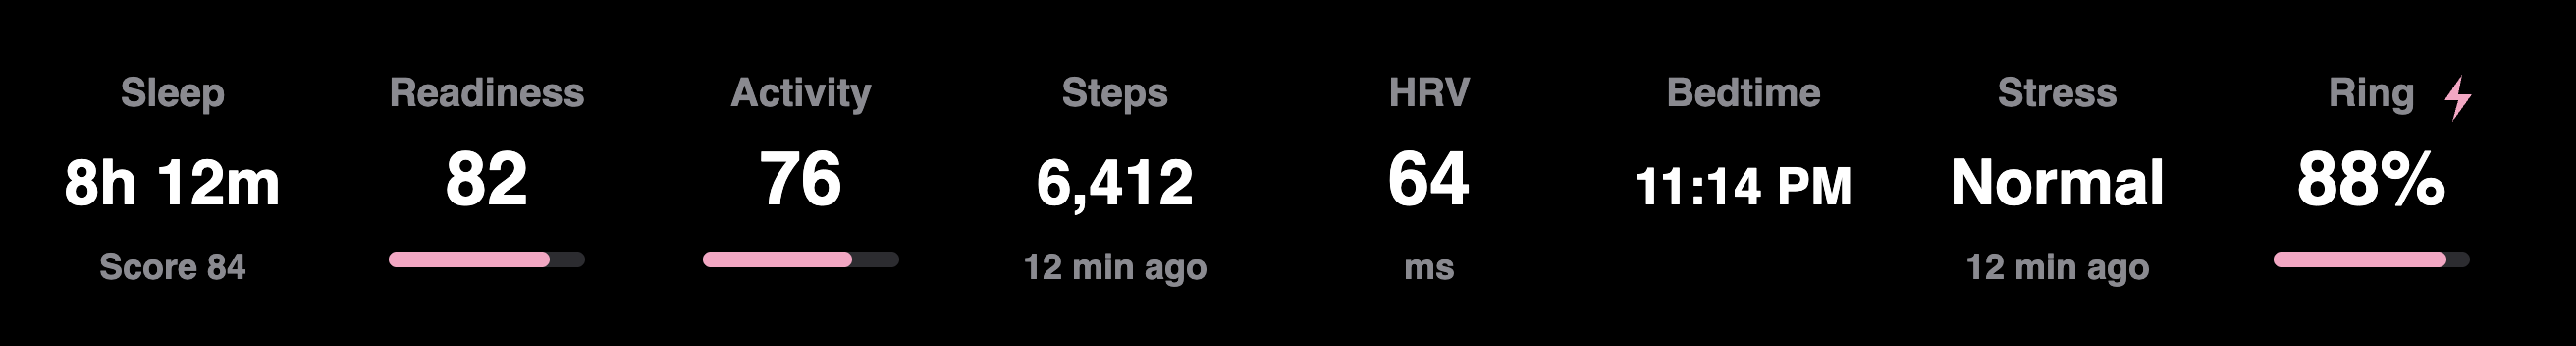 Sleep Readiness Activity Steps HRV Bedtime Stress Ring
8h 12m 82 76 6,412 64 11:14 PM Normal 88%
Score 84 12 min ago ms 12 min ago